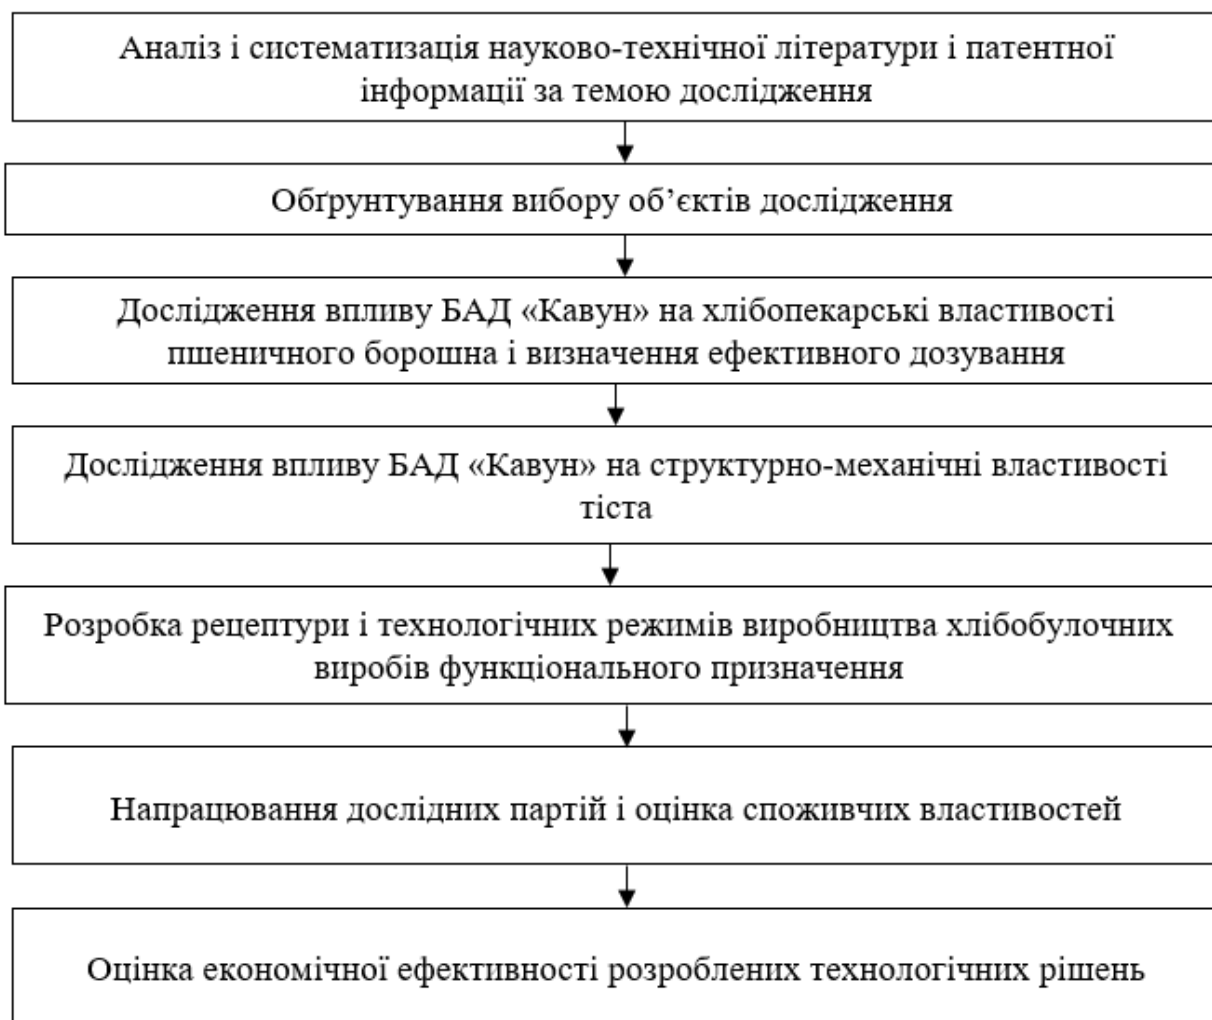 Аналіз і систематизація науково-технічної літератури і патентної
інформації за темою дослідження
Обґрунтування вибору об’єктів дослідження
Дослідження впливу БАД «Кавун» на хлібопекарські властивості
пшеничного борошна і визначення ефективного дозування
Дослідження впливу БАД «Кавун» на структурно-механічні властивості
тіста
Розробка рецептури і технологічних режимів виробництва хлібобулочних
виробів функціонального призначення
Напрацювання дослідних партій і оцінка споживчих властивостей
Оцінка економічної ефективності розроблених технологічних рішень